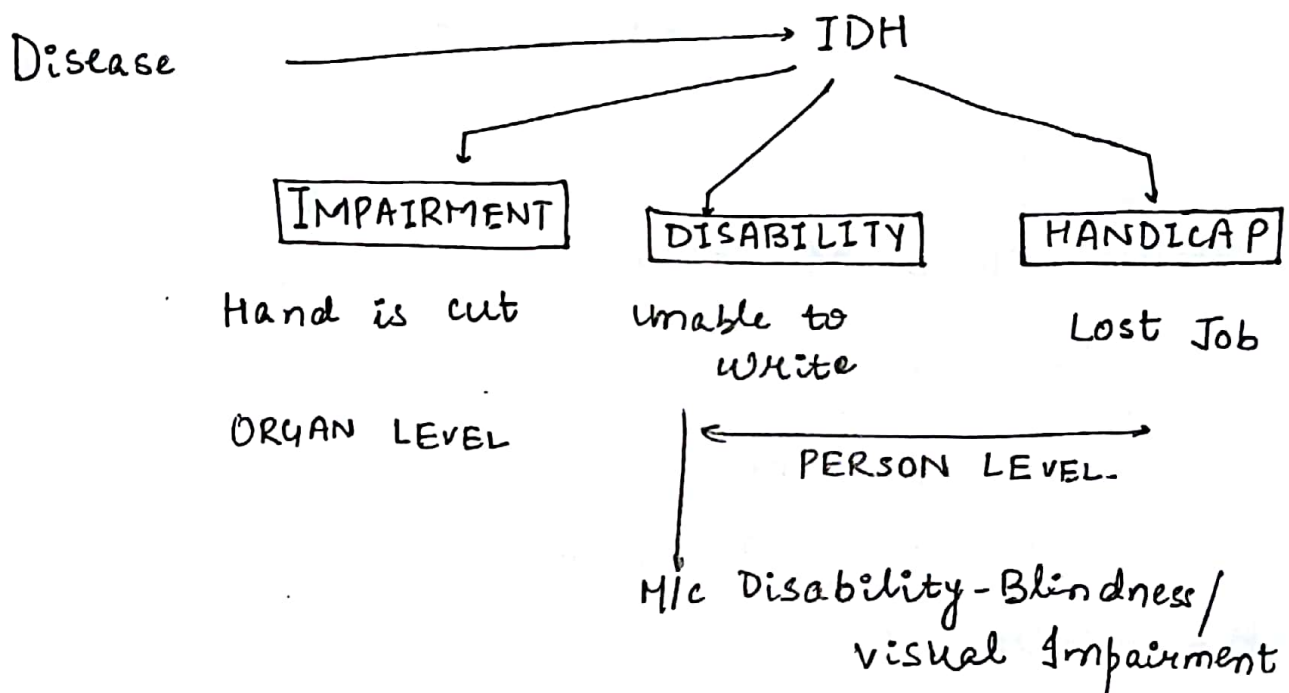 Disease
IDH
IMPAIRMENT
DISABILITY
HANDICAP
Hand is cut
Unable to
Write
Lost Job
ORGAN LEVEL
PERSON LEVEL.
M/c Disability-Blindness/
Visual Impairment